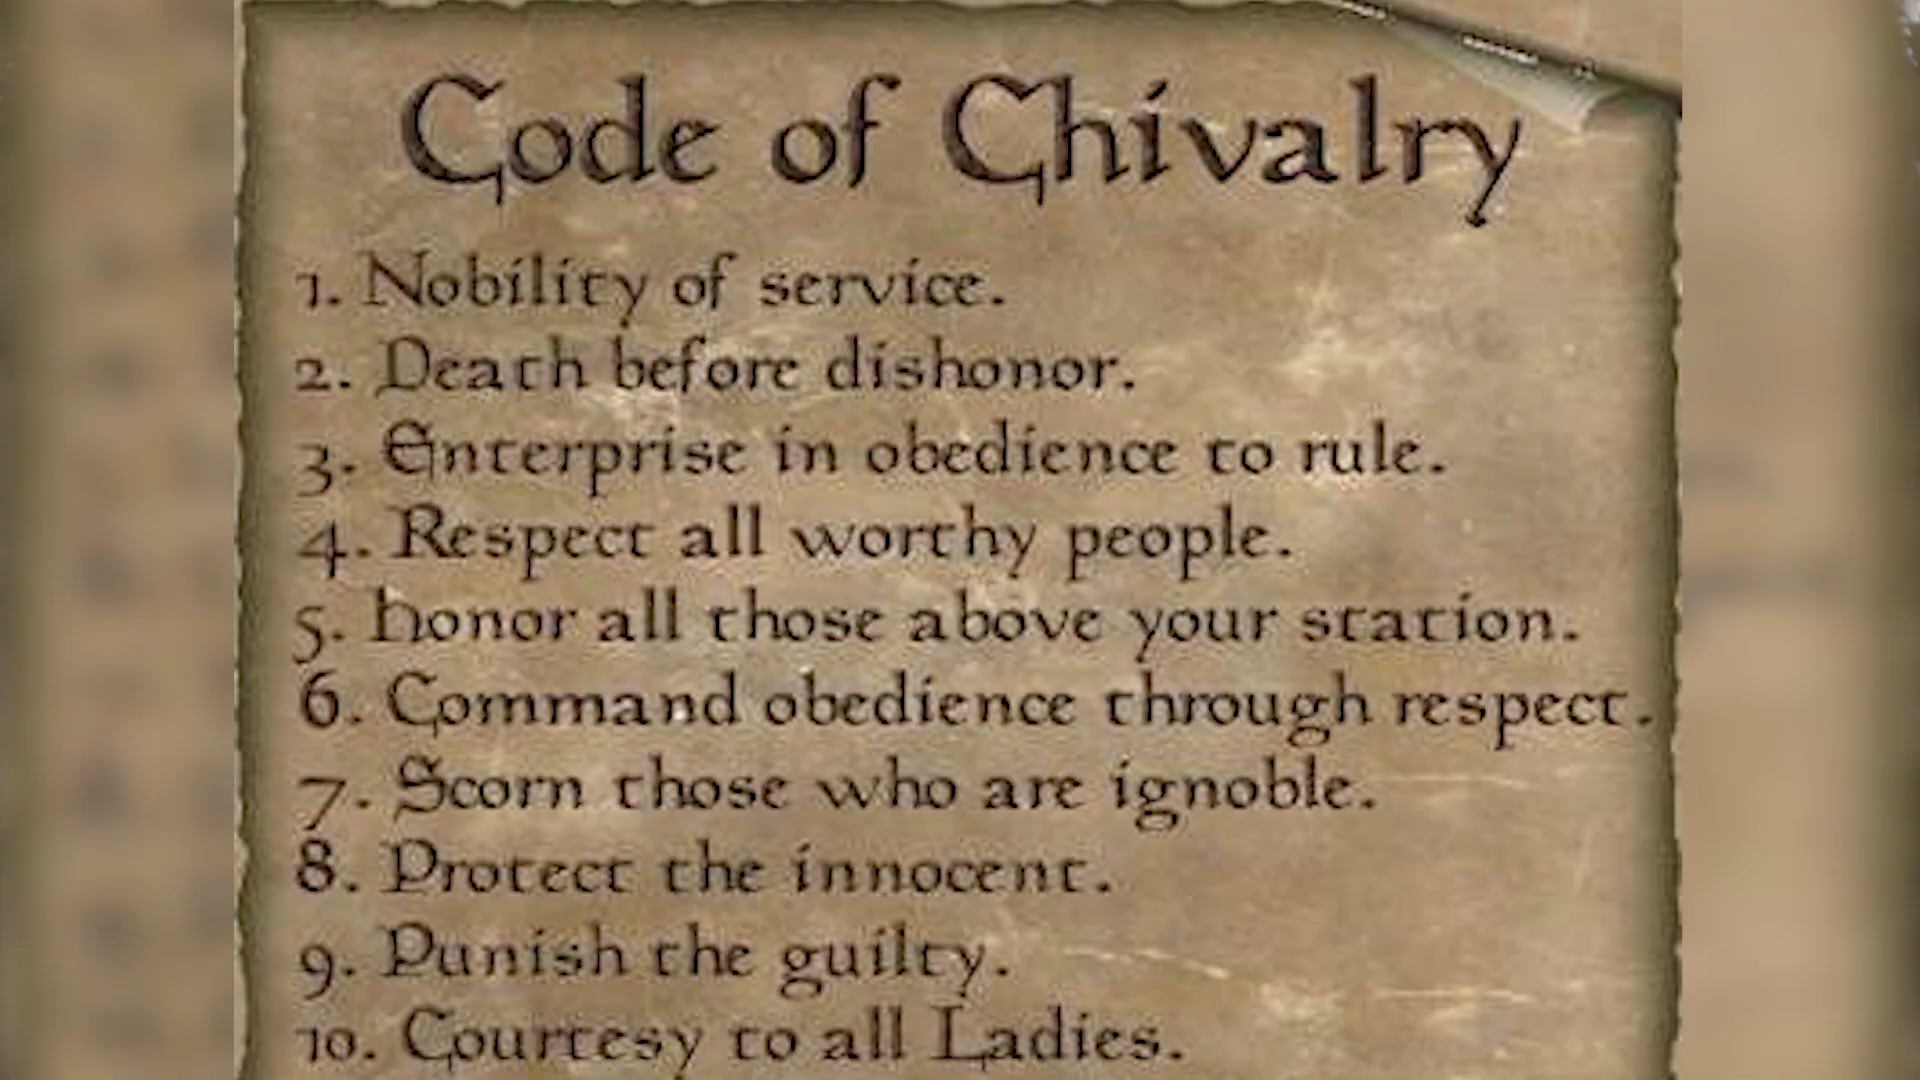 Code of Chivalry
1. Nobility of service.
2. Death before dishonor.
3. Enterprise in obedience to rule.
4. Respect all worthy people.
5. Honor all those above your station.
6. Command obedience through respect.
7. Scorn those who are ignoble.
8. Protect the innocent.
9. Punish the guilty.
10. Courtesy to all Ladies.